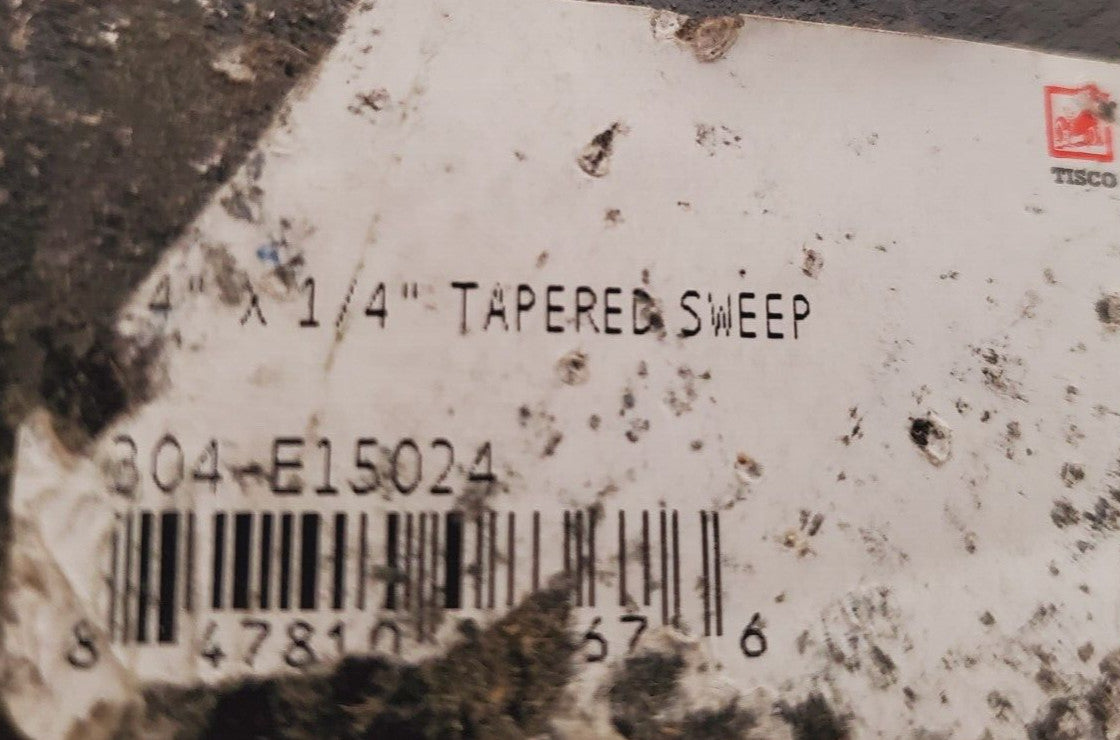 TISCO
4" X 1/4" TAPERED SWEEP
304-E15024
8 47810 67 6